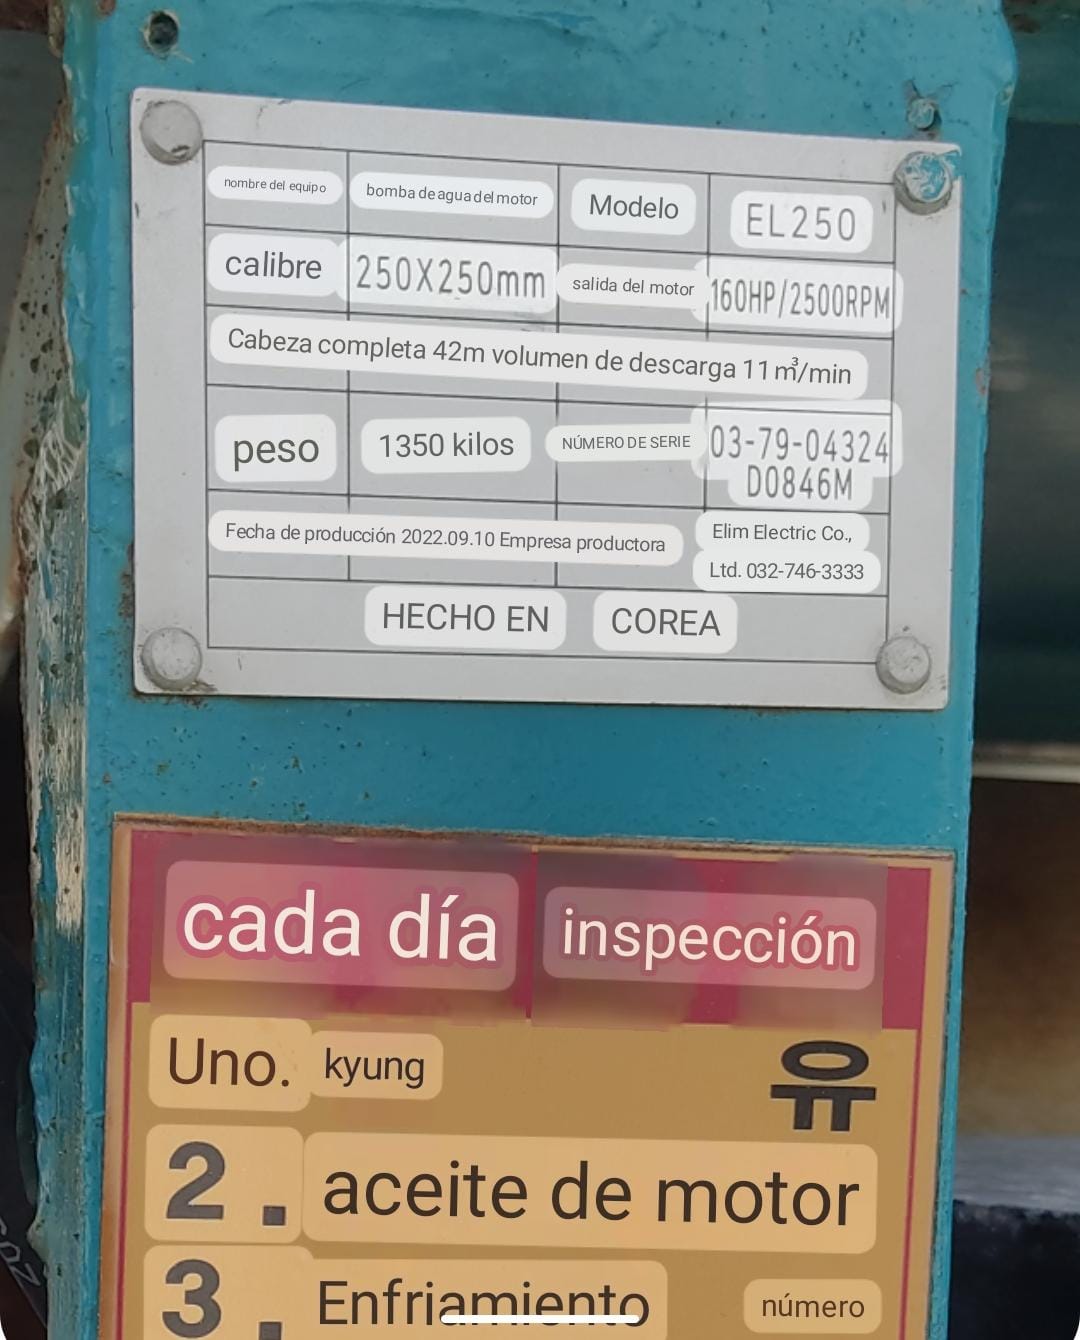 nombre del equipo bomba de agua del motor Modelo EL250
calibre 250X250mm salida del motor 160HP/2500RPM
Cabeza completa 42m volumen de descarga 11㎥/min
peso 1350 kilos NÚMERO DE SERIE 03-79-04324
D0846M
Fecha de producción 2022.09.10 Empresa productora Elim Electric Co.,
Ltd. 032-746-3333
HECHO EN COREA
cada día inspección
Uno. kyung 유
2. aceite de motor
3. Enfriamiento número